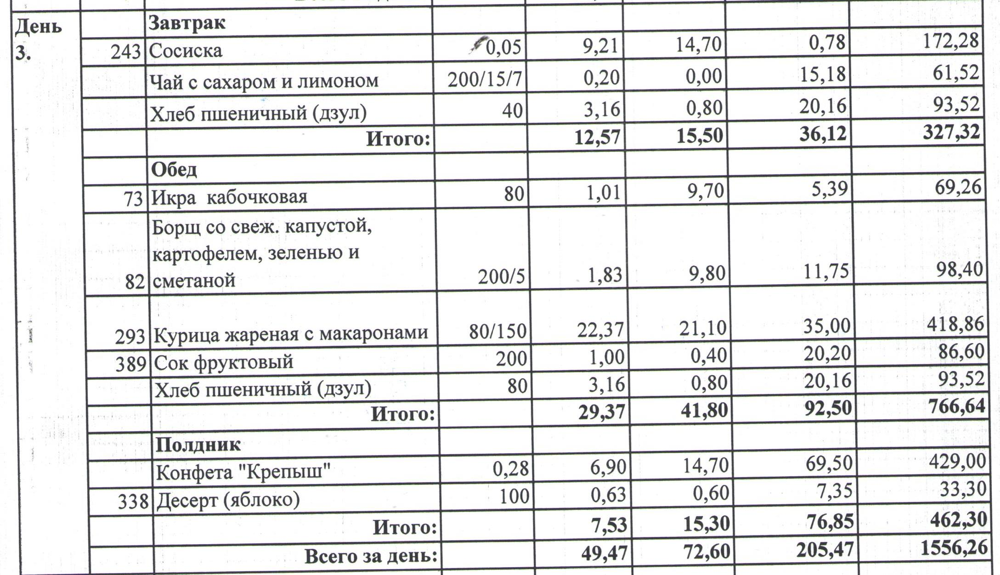 День
3.
Завтрак
243 Сосиска 0,05 9,21 14,70 0,78 172,28
Чай с сахаром и лимоном 200/15/7 0,20 0,00 15,18 61,52
Хлеб пшеничный (дзул) 40 3,16 0,80 20,16 93,52
Итого: 12,57 15,50 36,12 327,32
Обед
73 Икра кабочковая 80 1,01 9,70 5,39 69,26
Борщ со свеж. капустой,
картофелем, зеленью и
82 сметаной 200/5 1,83 9,80 11,75 98,40
293 Курица жареная с макаронами 80/150 22,37 21,10 35,00 418,86
389 Сок фруктовый 200 1,00 0,40 20,20 86,60
Хлеб пшеничный (дзул) 80 3,16 0,80 20,16 93,52
Итого: 29,37 41,80 92,50 766,64
Полдник
Конфета "Крепыш" 0,28 6,90 14,70 69,50 429,00
338 Десерт (яблоко) 100 0,63 0,60 7,35 33,30
Итого: 7,53 15,30 76,85 462,30
Всего за день: 49,47 72,60 205,47 1556,26